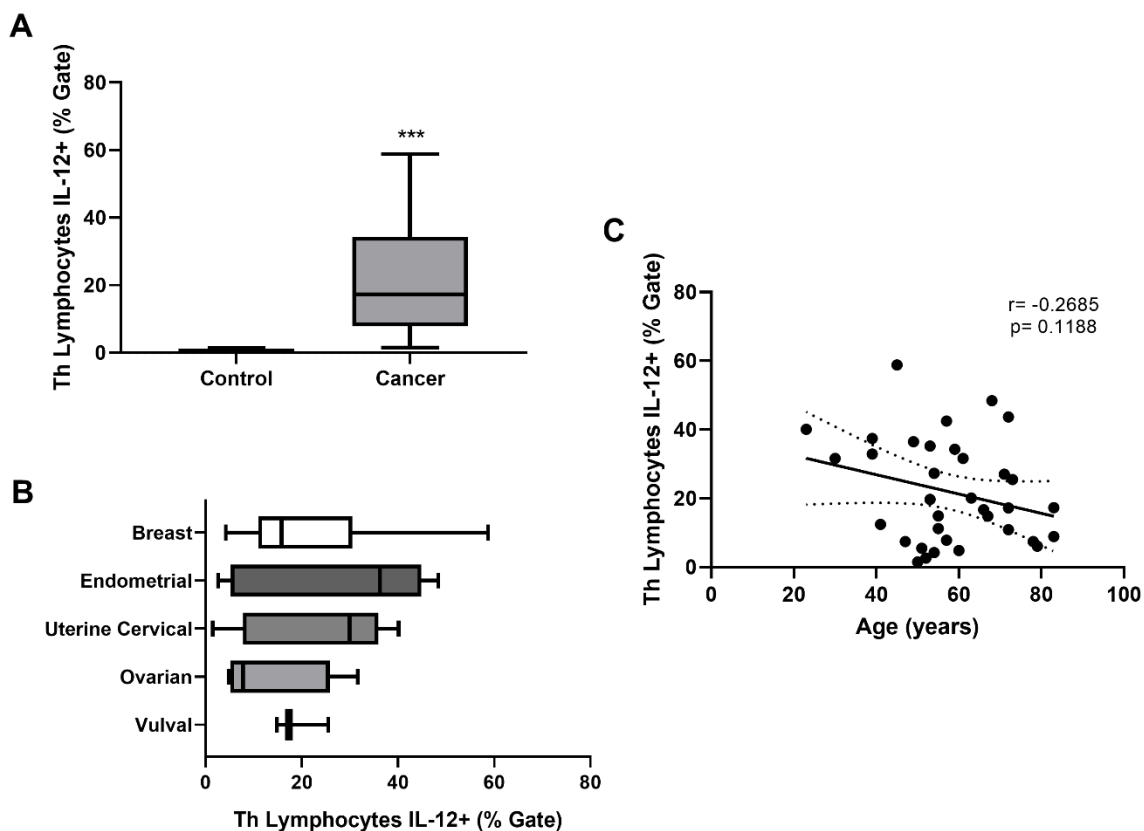 A
Th Lymphocytes IL-12+ (% Gate)
80
60
40
20
0
***
Control
Cancer
B
Breast
Endometrial
Uterine Cervical
Ovarian
Vulval
0
20
40
60
80
Th Lymphocytes IL-12+ (% Gate)
C
Th Lymphocytes IL-12+ (% Gate)
80
60
40
20
0
r= -0.2685
p= 0.1188
0
20
40
60
80
100
Age (years)